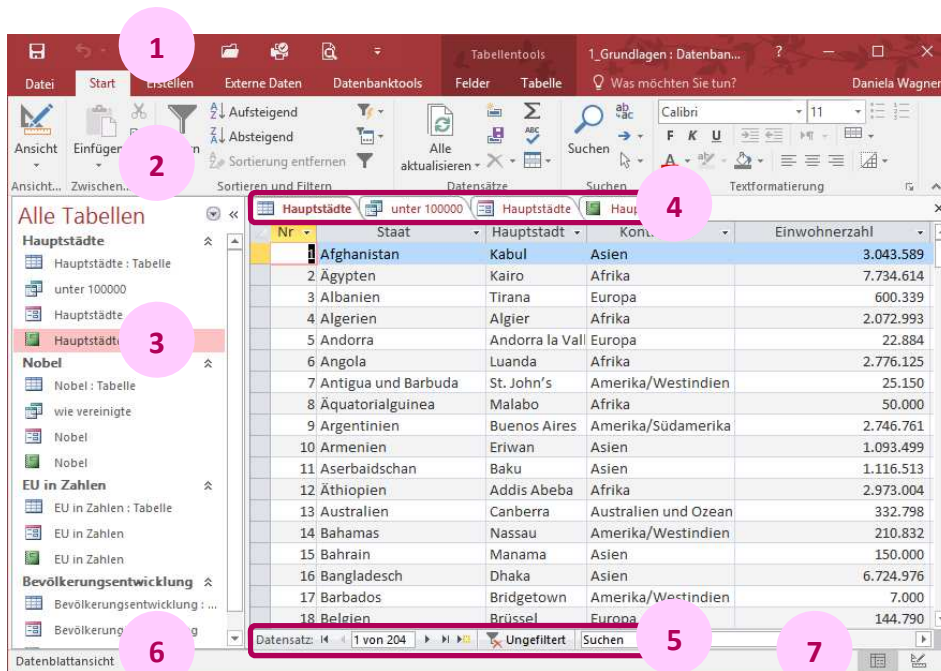 1
Tabellentools
1_Grundlagen : Datenban...
?
Datei
Start
Erstellen
Externe Daten
Datenbanktools
Felder
Tabelle
Was möchten Sie tun?
Daniela Wagner
Ansicht
Einfügen
Aufsteigend
Absteigend
Sortierung entfernen
Alle
aktualisieren
Suchen
Calibri
11
F K U
2
Ansicht...
Zwischen...
Sortieren und Filtern
Datensätze
Suchen
Textformatierung
Alle Tabellen
Hauptstädte
unter 100000
Hauptstädte
4
Hauptstädte
Hauptstädte : Tabelle
unter 100000
Hauptstädte
Hauptstädte
3
Nobel
Nobel : Tabelle
wie vereinigte
Nobel
Nobel
EU in Zahlen
EU in Zahlen : Tabelle
EU in Zahlen
EU in Zahlen
Bevölkerungsentwicklung
Bevölkerungsentwicklung : ...
Nr Staat Hauptstadt Einwohnerzahl
1 Afghanistan Kabul Asien 3.043.589
2 Ägypten Kairo Afrika 7.734.614
3 Albanien Tirana Europa 600.339
4 Algerien Algier Afrika 2.072.993
5 Andorra Andorra la Vall Europa 22.884
6 Angola Luanda Afrika 2.776.125
7 Antigua und Barbuda St. John's Amerika/Westindien 25.150
8 Äquatorialguinea Malabo Afrika 50.000
9 Argentinien Buenos Aires Amerika/Südamerika 2.746.761
10 Armenien Eriwan Asien 1.093.499
11 Aserbaidschan Baku Asien 1.116.513
12 Äthiopien Addis Abeba Afrika 2.973.004
13 Australien Canberra Australien und Ozean 332.798
14 Bahamas Nassau Amerika/Westindien 210.832
15 Bahrain Manama Asien 150.000
16 Bangladesch Dhaka Asien 6.724.976
17 Barbados Bridgetown Amerika/Westindien 7.000
18 Belgien Brüssel Europa 144.790
Datensatz: 1 von 204 Ungefiltert Suchen
5
Datenblattansicht
6
7